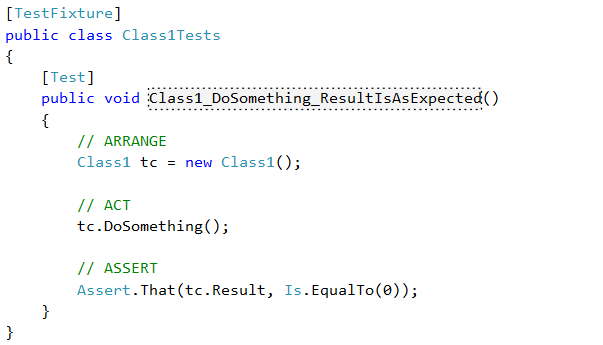 [TestFixture]
public class Class1Tests
{
    [Test]
    public void Class1_DoSomething_ResultIsAsExpected()
    {
        // ARRANGE
        Class1 tc = new Class1();

        // ACT
        tc.DoSomething();

        // ASSERT
        Assert.That(tc.Result, Is.EqualTo(0));
    }
}